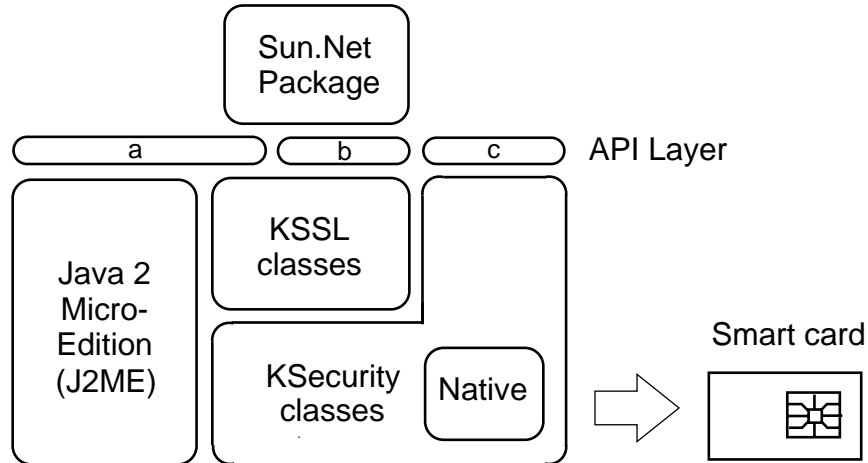 Sun.Net
Package
a
b
c
API Layer
KSSL
classes
Java 2
Micro-
Edition
(J2ME)
KSecurity
classes
Native
Smart card